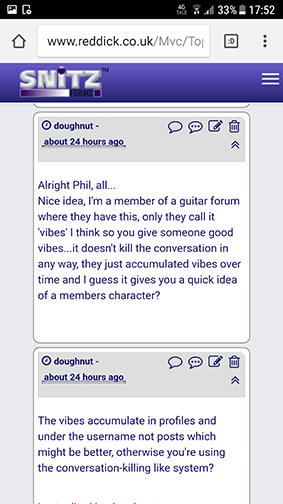 4G
TALE
33%
17:52
www.reddick.co.uk/Mvc/To
:D
SNiTZ™
FORUMS
doughnut -
about 24 hours ago
Alright Phil, all...
Nice idea, I'm a member of a guitar forum
where they have this, only they call it
'vibes' I think so you give someone good
vibes...it doesn't kill the conversation in
any way, they just accumulated vibes over
time and I guess it gives you a quick idea
of a members character?
doughnut -
about 24 hours ago
The vibes accumulate in profiles and
under the username not posts which
might be better, otherwise you're using
the conversation-killing like system?